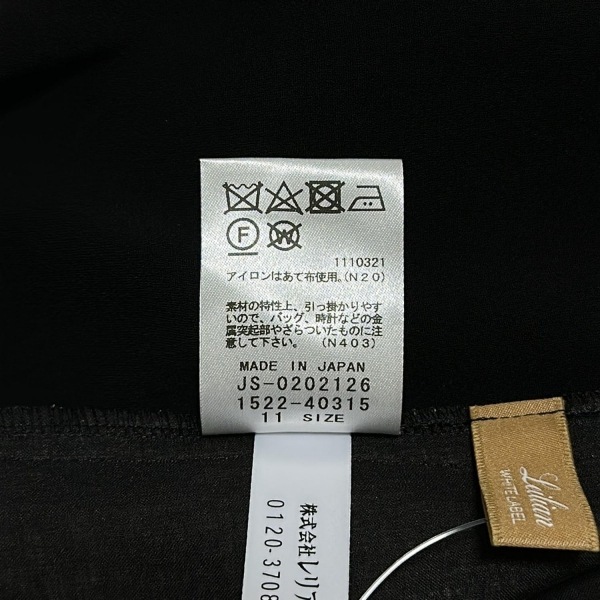 F
W
1110321
アイロンはあて布使用。(N20)
素材の特性上、引っ掛かりやす
いので、バッグ、時計などの金
属突起部やざらついたものに注
意して下さい。 (N403)
MADE IN JAPAN
JS-0202126
1522-40315
11 SIZE
株式会社レリア
0120-3708
Leilian
WHITE LABEL